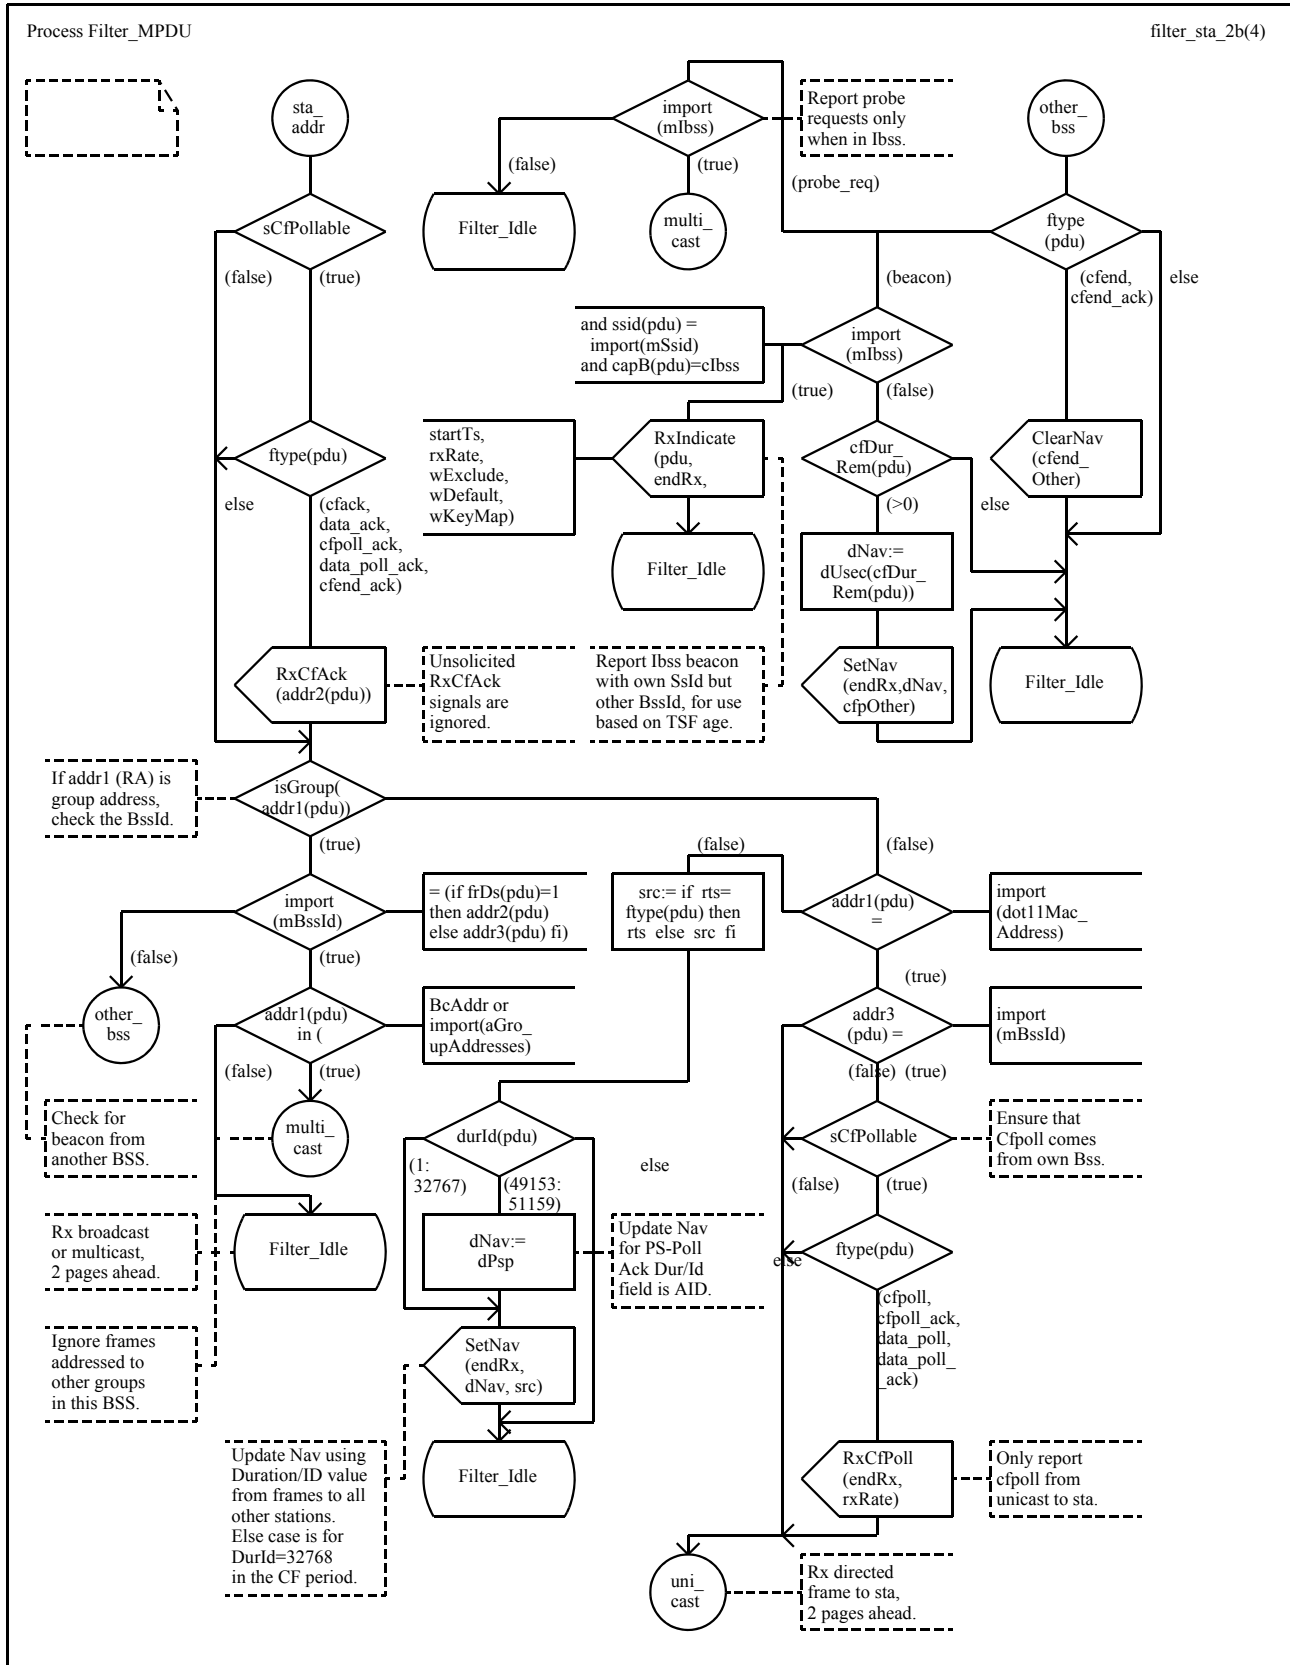 Process Filter_MPDU
filter_sta_2b(4)
sta_
addr
import
(mIbss)
Report probe
requests only
when in Ibss.
other_
bss
(false)
(true)
(probe_req)
sCfPollable
Filter_Idle
multi_
cast
ftype
(pdu)
(false)
(true)
(beacon)
(cfend,
cfend_ack)
else
and ssid(pdu) =
import(mSsid)
and capB(pdu)=cIbss
import
(mIbss)
(true)
(false)
ftype(pdu)
startTs,
rxRate,
wExclude,
wDefault,
wKeyMap)
RxIndicate
(pdu,
endRx,
cfDur_
Rem(pdu)
ClearNav
(cfend_
Other)
else
(cfack,
data_ack,
cfpoll_ack,
data_poll_ack,
cfend_ack)
(>0)
else
Filter_Idle
dNav:=
dUsec(cfDur_
Rem(pdu))
RxCfAck
(addr2(pdu))
Unsolicited
RxCfAck
signals are
ignored.
Report Ibss beacon
with own SsId but
other BssId, for use
based on TSF age.
SetNav
(endRx,dNav,
cfpOther)
Filter_Idle
If addr1 (RA) is
group address,
check the BssId.
isGroup(
addr1(pdu))
(true)
(false)
(false)
import
(mBssId)
= (if frDs(pdu)=1
then addr2(pdu)
else addr3(pdu) fi)
src:= if rts=
ftype(pdu) then
rts else src fi
addr1(pdu)
=
import
(dot11Mac_
Address)
(false)
(true)
(true)
other_
bss
addr1(pdu)
in (
BcAddr or
import(aGro_
upAddresses)
addr3
(pdu) =
import
(mBssId)
(false)
(true)
(false)
(true)
Check for
beacon from
another BSS.
multi_
cast
durId(pdu)
sCfPollable
Ensure that
Cfpoll comes
from own Bss.
(1:
32767)
(49153:
51159)
else
(false)
(true)
Rx broadcast
or multicast,
2 pages ahead.
Filter_Idle
dNav:=
dPsp
Update Nav
for PS-Poll
Ack Dur/Id
field is AID.
else
ftype(pdu)
(cfpoll,
cfpoll_ack,
data_poll,
data_poll_
_ack)
Ignore frames
addressed to
other groups
in this BSS.
SetNav
(endRx,
dNav, src)
Update Nav using
Duration/ID value
from frames to all
other stations.
Else case is for
DurId=32768
in the CF period.
Filter_Idle
RxCfPoll
(endRx,
rxRate)
Only report
cfpoll from
unicast to sta.
uni_
cast
Rx directed
frame to sta,
2 pages ahead.